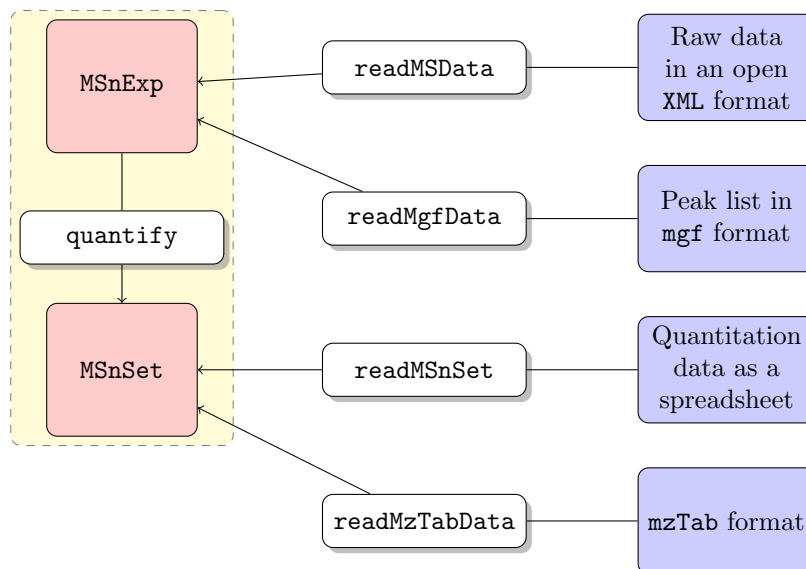 MSnExp
readMSData
Raw data
in an open
XML format
readMgfData
Peak list in
mgf format
quantify
MSnSet
readMSnSet
Quantitation
data as a
spreadsheet
readMzTabData
mzTab format